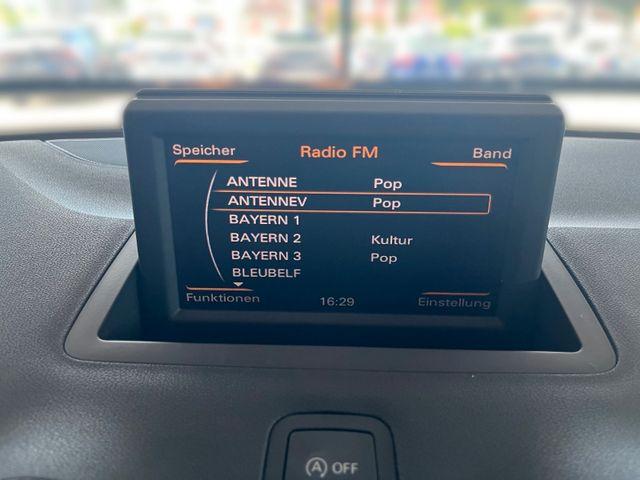 Speicher Radio FM Band
ANTENNE Pop
ANTENNEV Pop
BAYERN 1
BAYERN 2 Kultur
BAYERN 3 Pop
BLEUBELF
Funktionen 16:29 Einstellung
A OFF